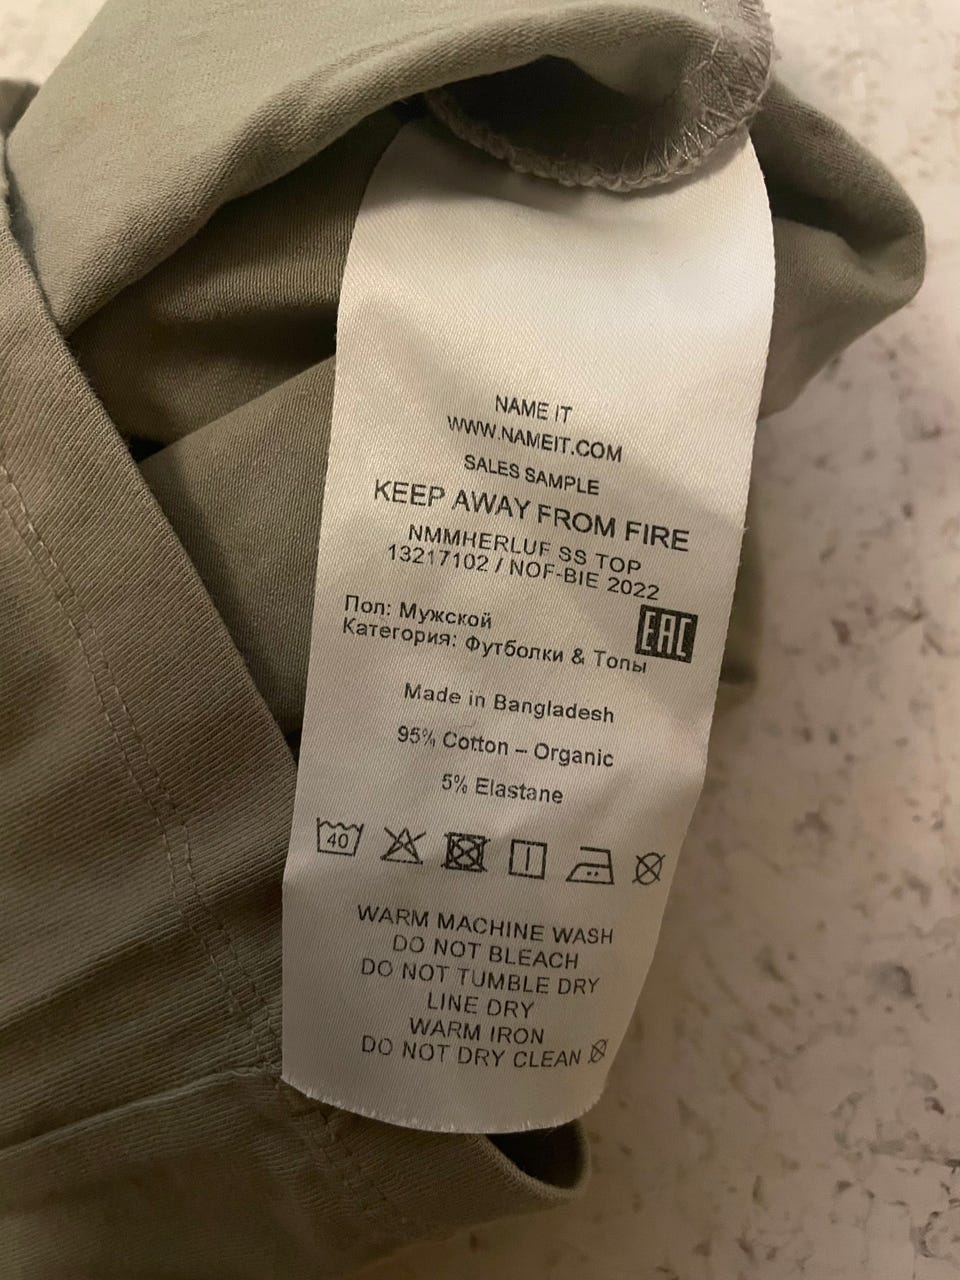 NAME IT
WWW.NAMEIT.COM
SALES SAMPLE
KEEP AWAY FROM FIRE
NMMHERLUF SS TOP
13217102 / NOF-BIE 2022
Пол: Мужской
Категория: Футболки & Топы
EAC
Made in Bangladesh
95% Cotton – Organic
5% Elastane
40
WARM MACHINE WASH
DO NOT BLEACH
DO NOT TUMBLE DRY
LINE DRY
WARM IRON
DO NOT DRY CLEAN